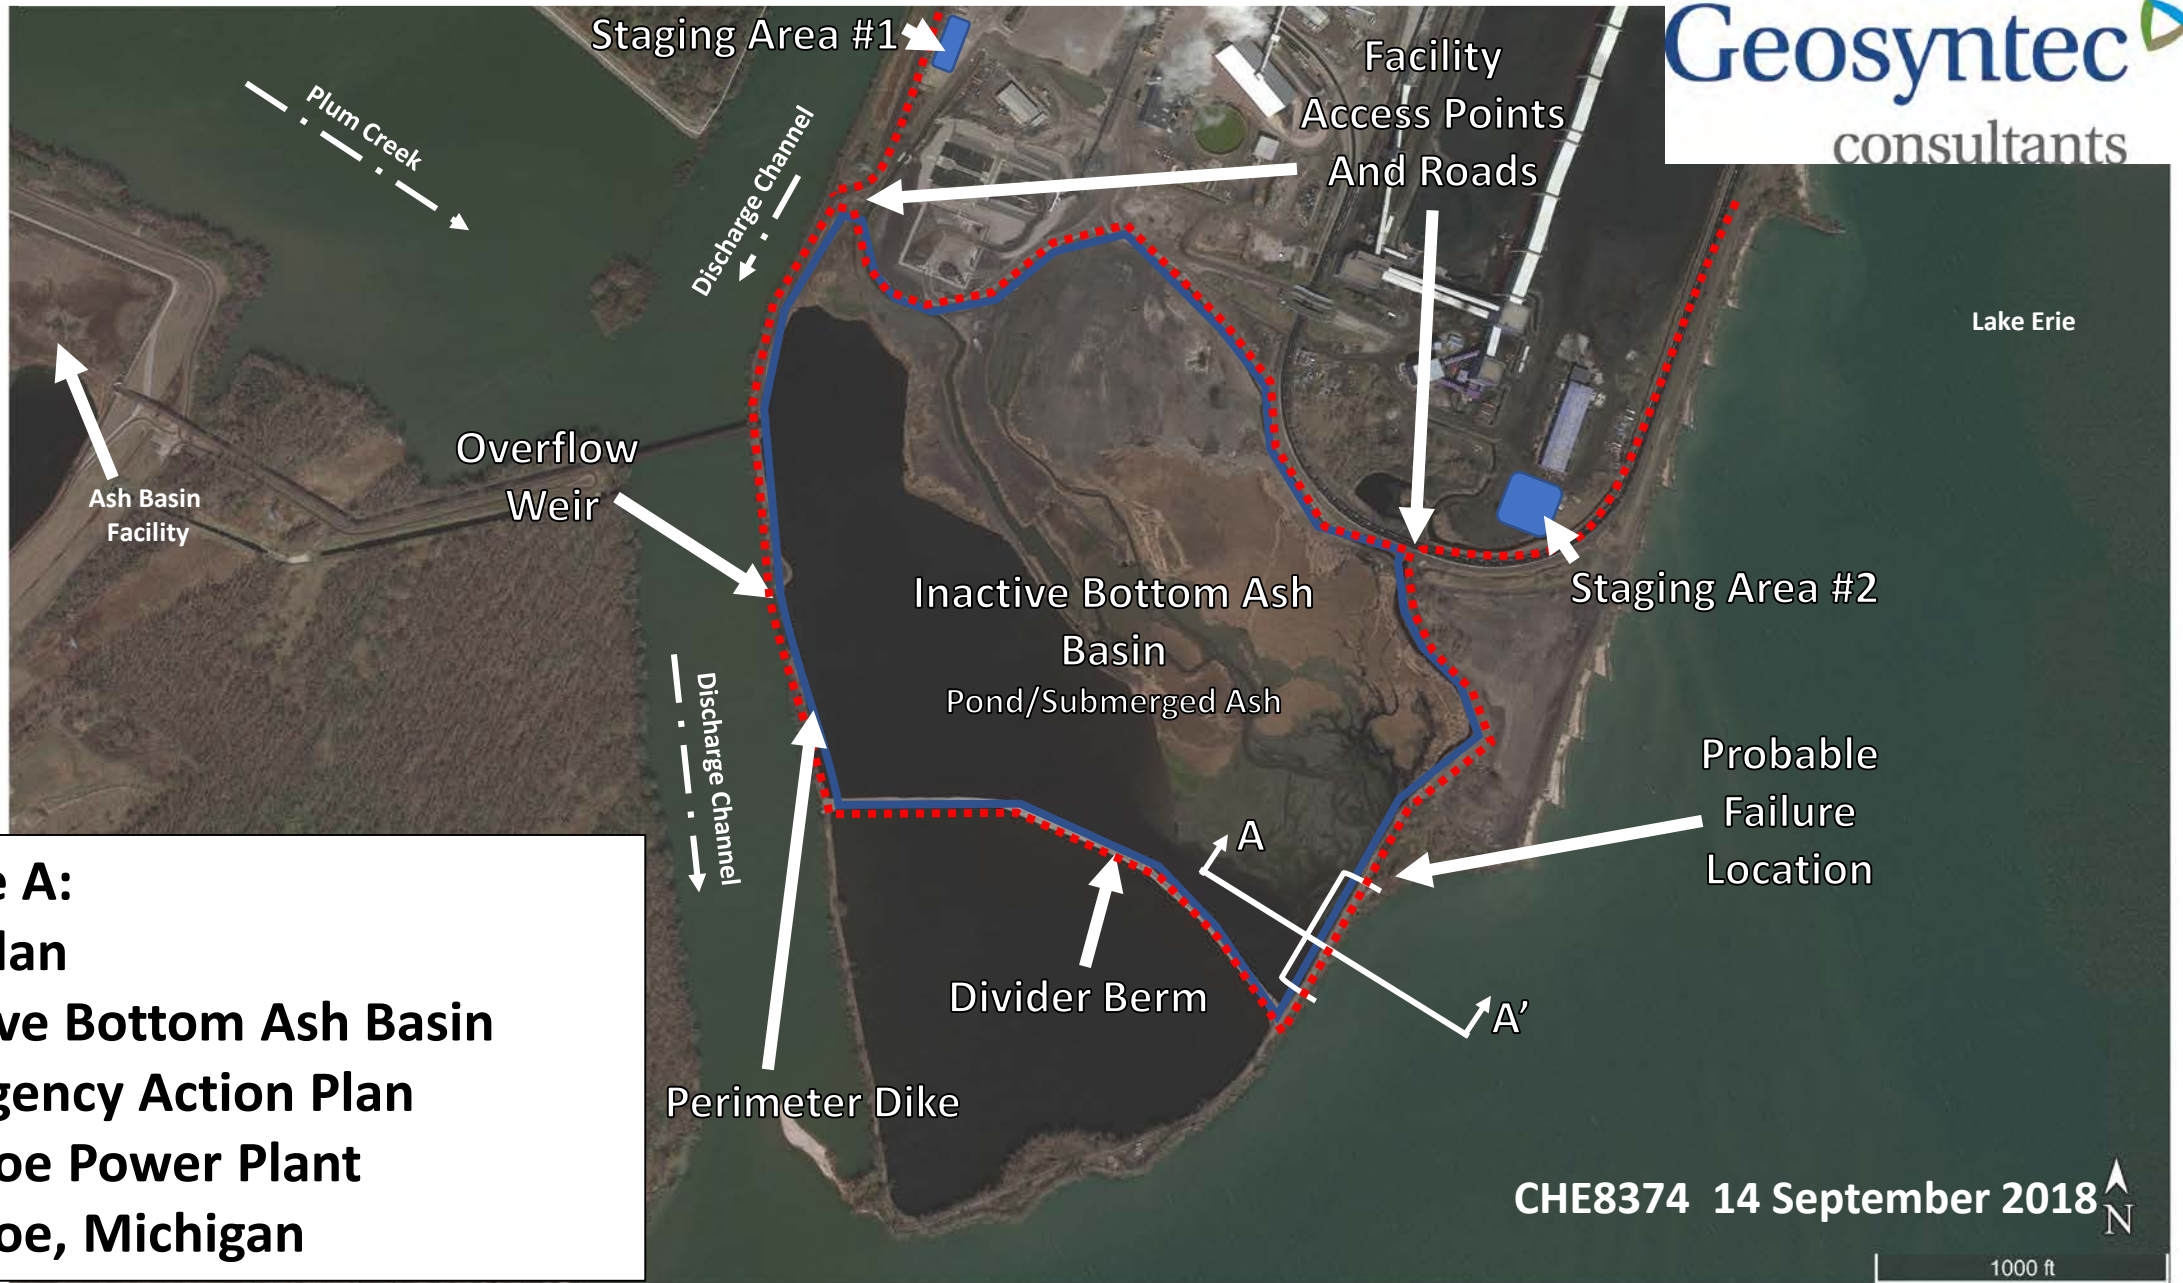 Staging Area #1
Facility
Access Points
And Roads
Geosyntec
consultants
Plum Creek
Discharge Channel
Lake Erie
Overflow
Weir
Ash Basin
Facility
Inactive Bottom Ash
Basin
Pond/Submerged Ash
Staging Area #2
Discharge Channel
Probable
Failure
Location
A
A’
Divider Berm
Perimeter Dike
e A:
lan
ve Bottom Ash Basin
gency Action Plan
oe Power Plant
oe, Michigan
CHE8374 14 September 2018
N
1000 ft